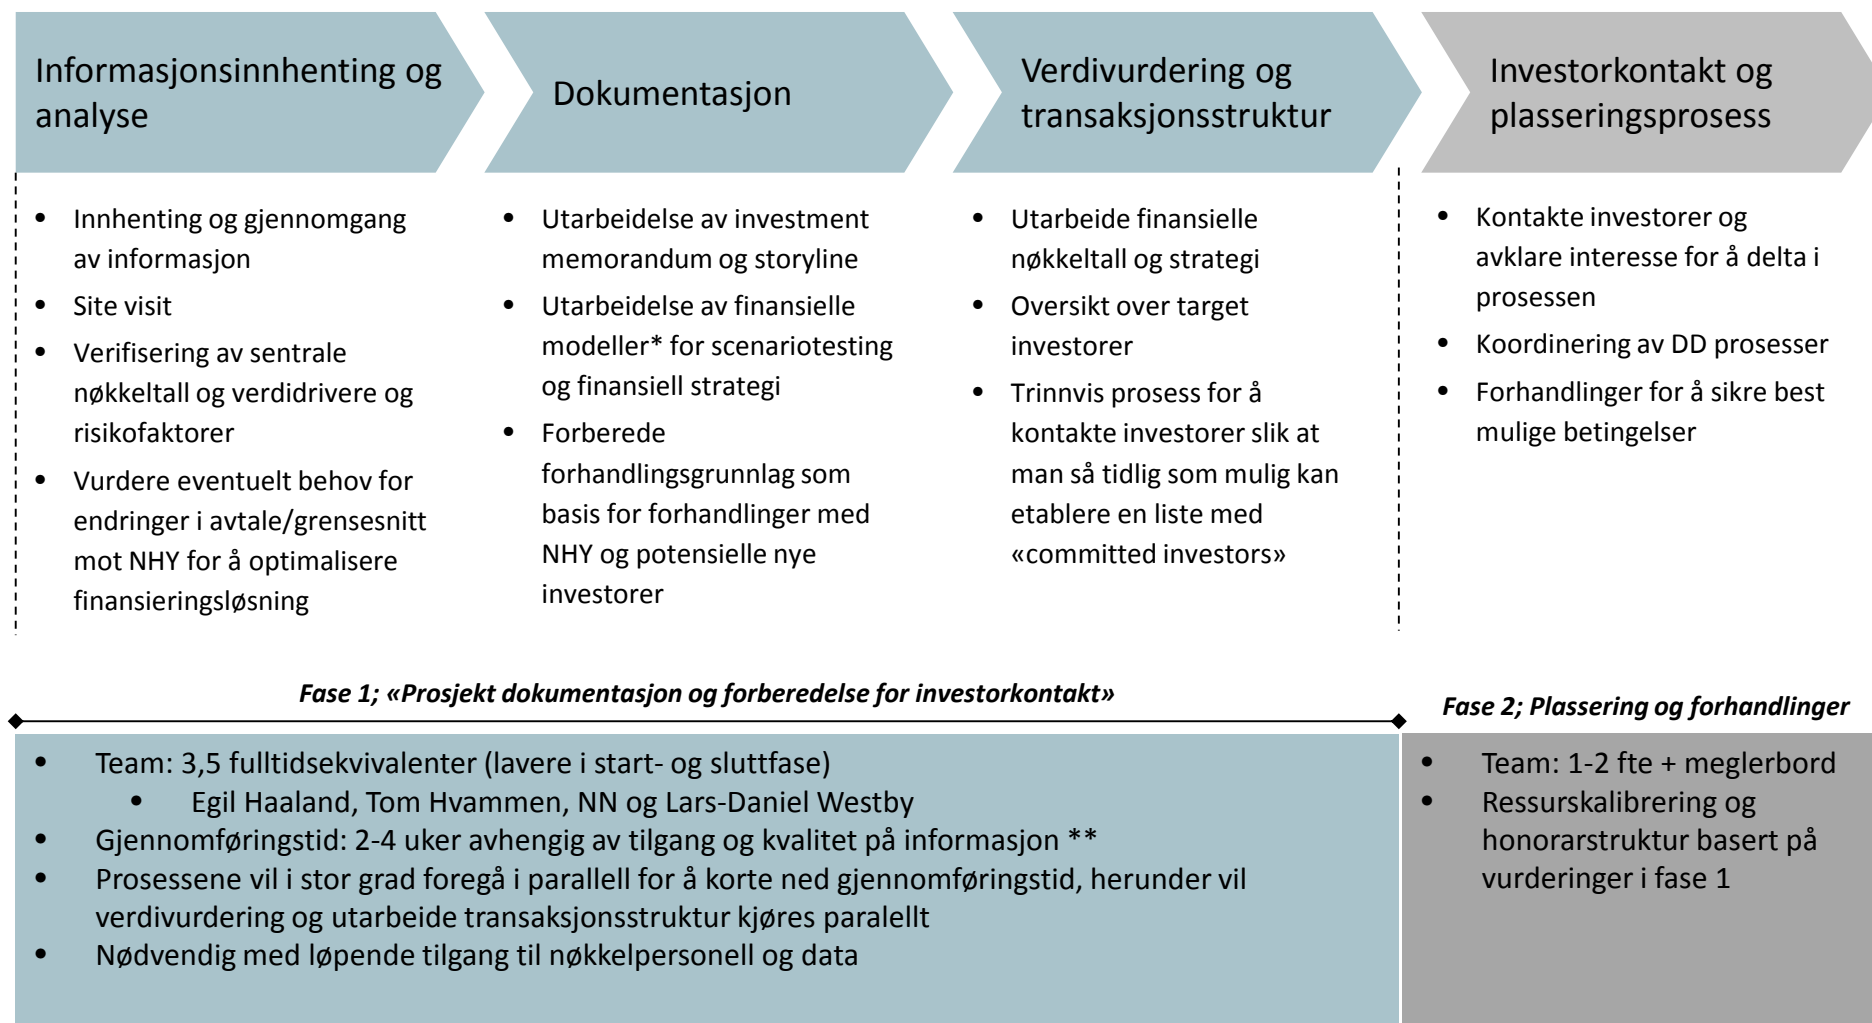 Informasjonsinnhenting og
analyse
Dokumentasjon
Verdivurdering og
transaksjonsstruktur
Investorkontakt og
plasseringsprosess
• Innhenting og gjennomgang
av informasjon
• Site visit
• Verifisering av sentrale
nøkkeltall og verdidrivere og
risikofaktorer
• Vurdere eventuelt behov for
endringer i avtale/grensesnitt
mot NHY for å optimalisere
finansieringsløsning
• Utarbeidelse av investment
memorandum og storyline
• Utarbeidelse av finansielle
modeller* for scenariotesting
og finansiell strategi
• Forberede
forhandlingsgrunnlag som
basis for forhandlinger med
NHY og potensielle nye
investorer
• Utarbeide finansielle
nøkkeltall og strategi
• Oversikt over target
investorer
• Trinnvis prosess for å
kontakte investorer slik at
man så tidlig som mulig kan
etablere en liste med
«committed investors»
• Kontakte investorer og
avklare interesse for å delta i
prosessen
• Koordinering av DD prosesser
• Forhandlinger for å sikre best
mulige betingelser
Fase 1; «Prosjekt dokumentasjon og forberedelse for investorkontakt»
Fase 2; Plassering og forhandlinger
• Team: 3,5 fulltidsekvivalenter (lavere i start- og sluttfase)
• Egil Haaland, Tom Hvammen, NN og Lars-Daniel Westby
• Gjennomføringstid: 2-4 uker avhengig av tilgang og kvalitet på informasjon **
• Prosessene vil i stor grad foregå i parallell for å korte ned gjennomføringstid, herunder vil
verdivurdering og utarbeide transaksjonsstruktur kjøres paralellt
• Nødvendig med løpende tilgang til nøkkelpersonell og data
• Team: 1-2 fte + meglerbord
• Ressurskalibrering og
honorarstruktur basert på
vurderinger i fase 1